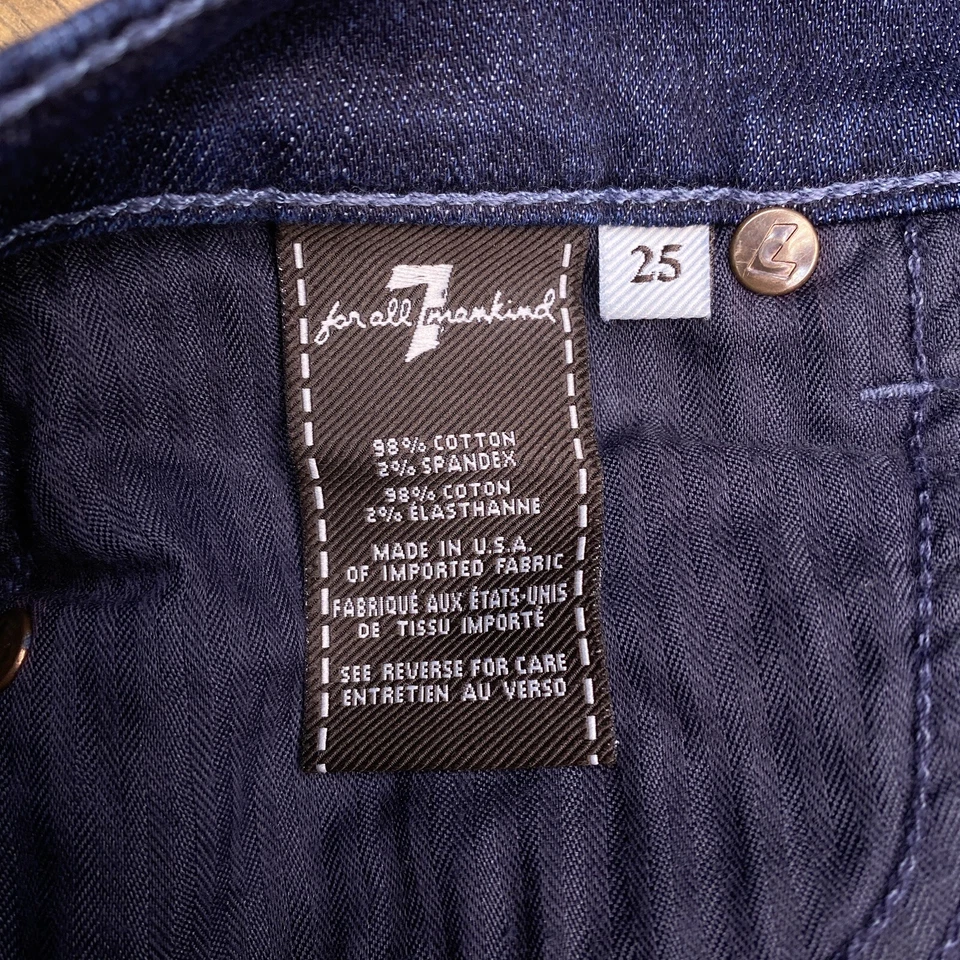 7
for all mankind
25
98% COTTON
2% SPANDEX
98% COTON
2% ÉLASTHANNE
MADE IN U.S.A.
OF IMPORTED FABRIC
FABRIQUÉ AUX ÉTATS-UNIS
DE TISSU IMPORTÉ
SEE REVERSE FOR CARE
ENTRETIEN AU VERSO